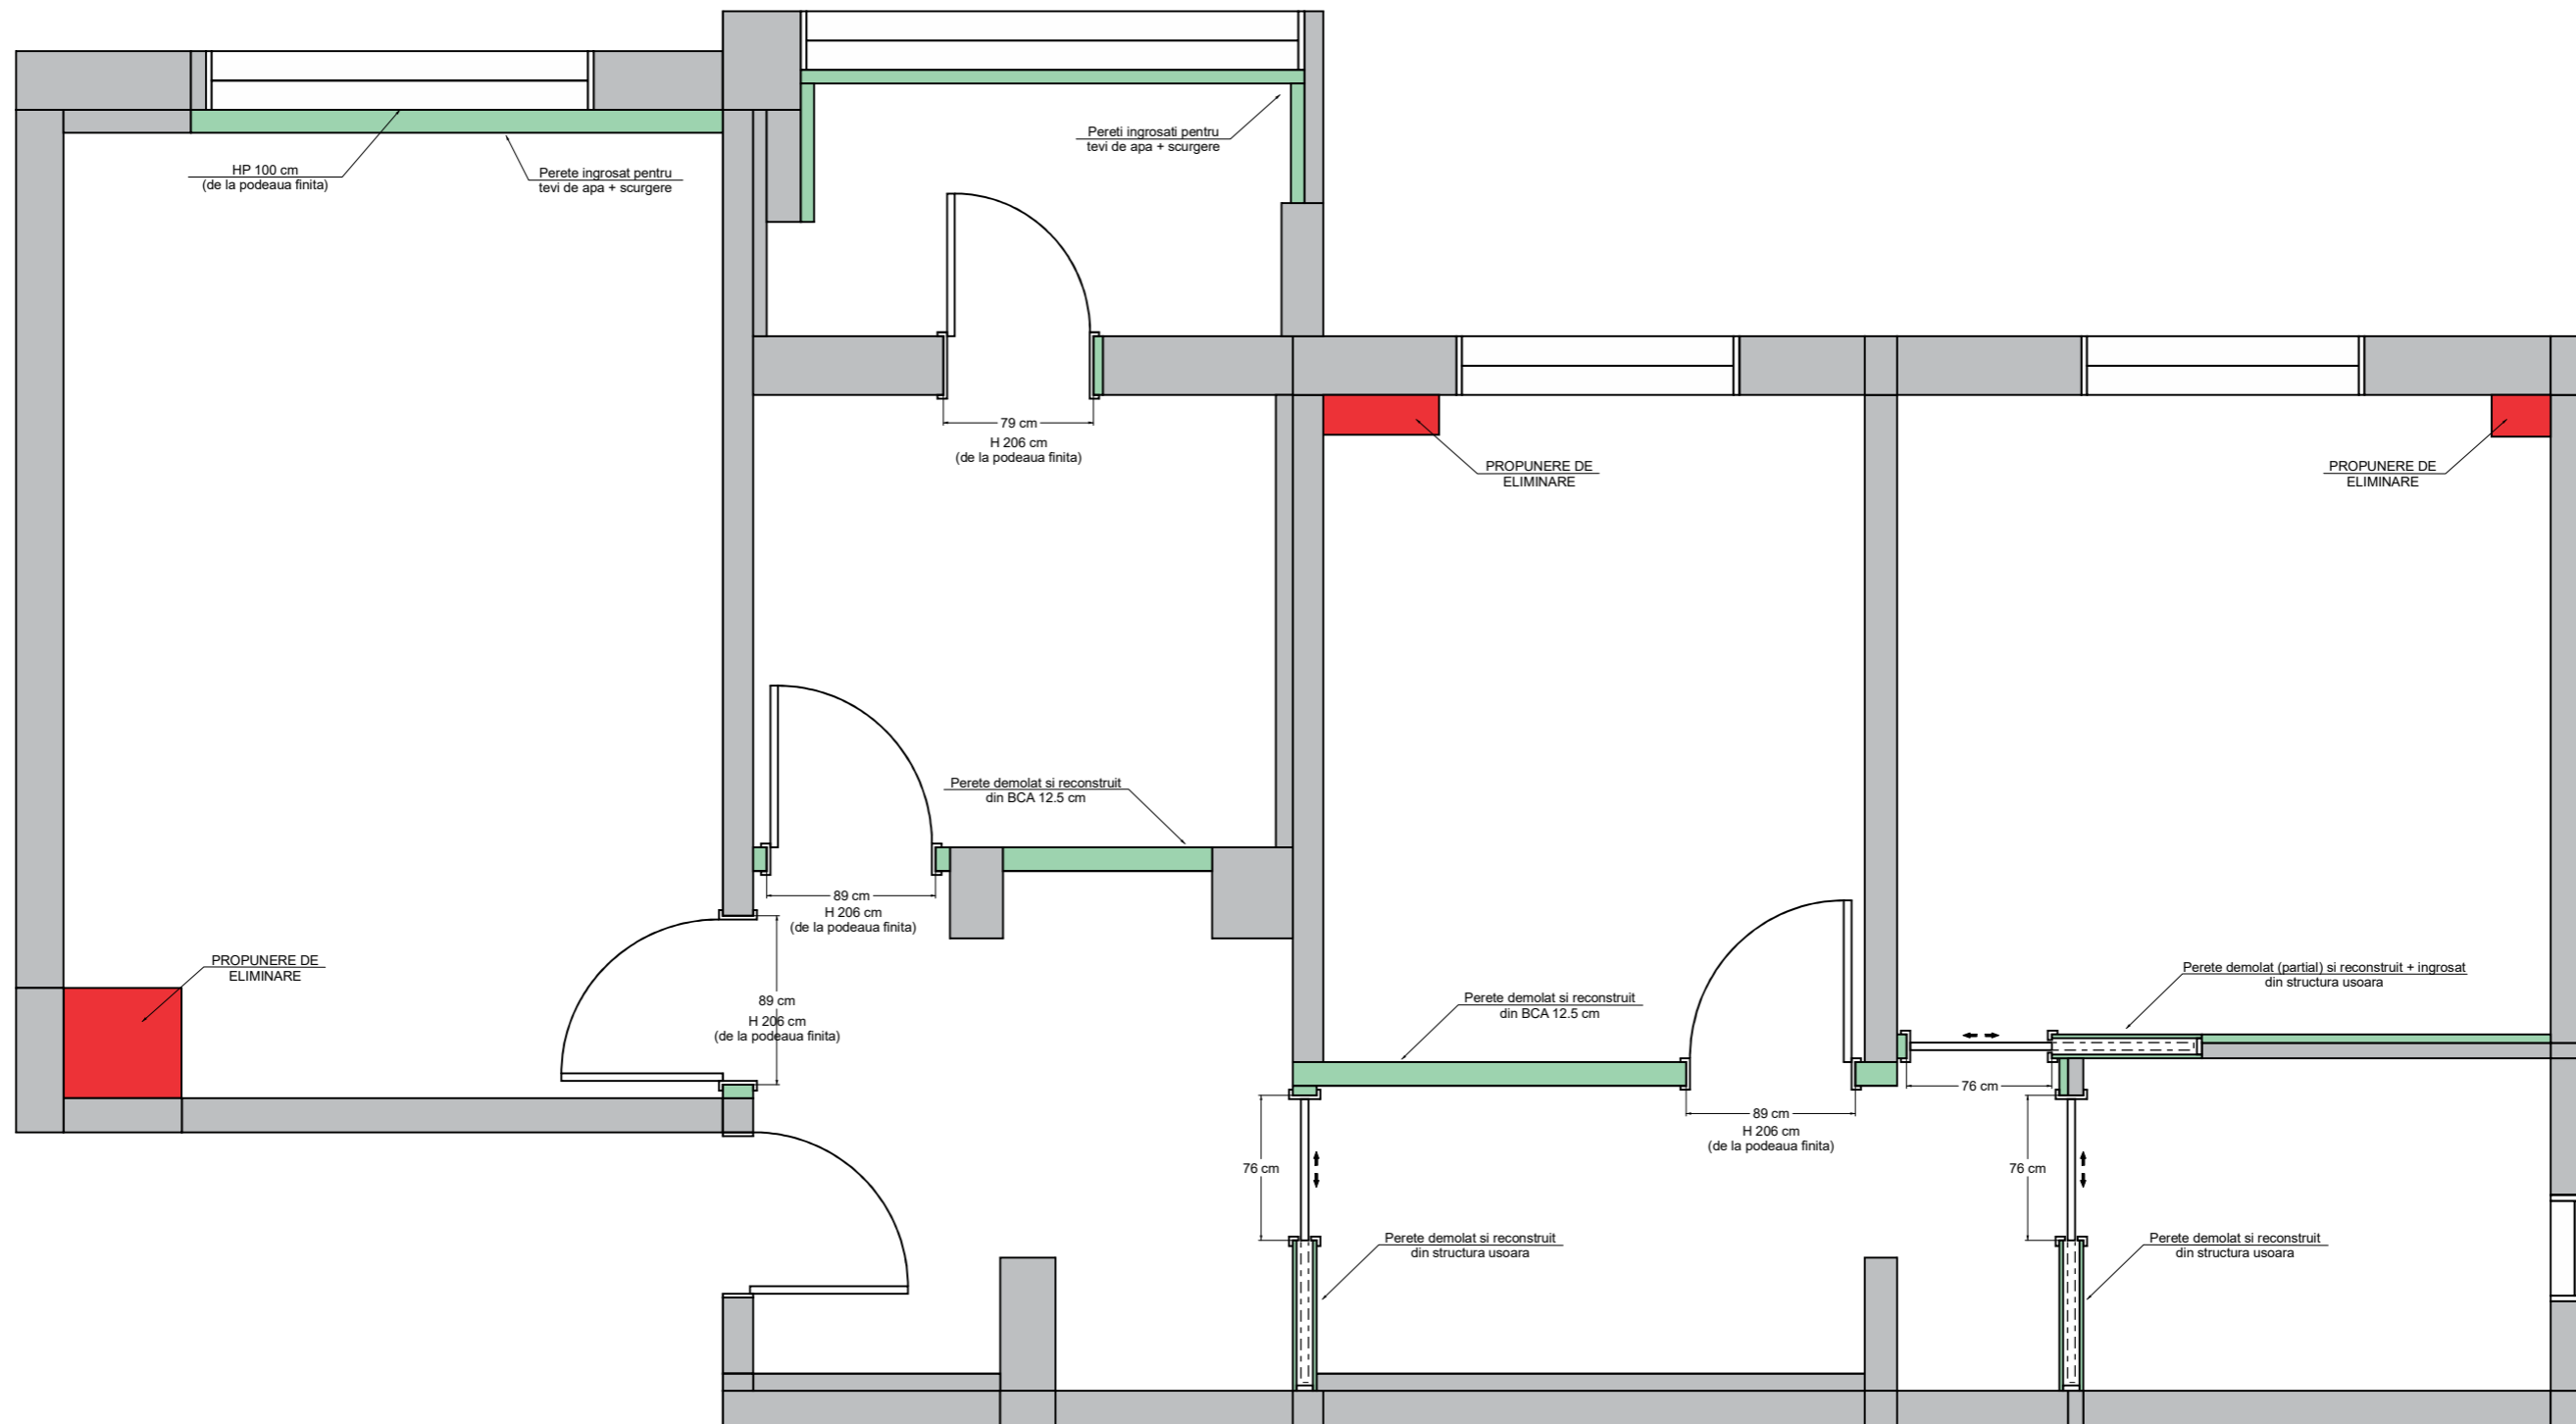 Pereti ingrosati pentru
tevi de apa + scurgere
HP 100 cm
(de la podeaua finita)
Perete ingrosat pentru
tevi de apa + scurgere
79 cm
H 206 cm
(de la podeaua finita)
PROPUNERE DE
ELIMINARE
PROPUNERE DE
ELIMINARE
Perete demolat si reconstruit
din BCA 12.5 cm
89 cm
H 206 cm
(de la podeaua finita)
PROPUNERE DE
ELIMINARE
89 cm
H 206 cm
(de la podeaua finita)
Perete demolat si reconstruit
din BCA 12.5 cm
Perete demolat (partial) si reconstruit + ingrosat
din structura usoara
76 cm
89 cm
H 206 cm
(de la podeaua finita)
76 cm
76 cm
Perete demolat si reconstruit
din structura usoara
Perete demolat si reconstruit
din structura usoara